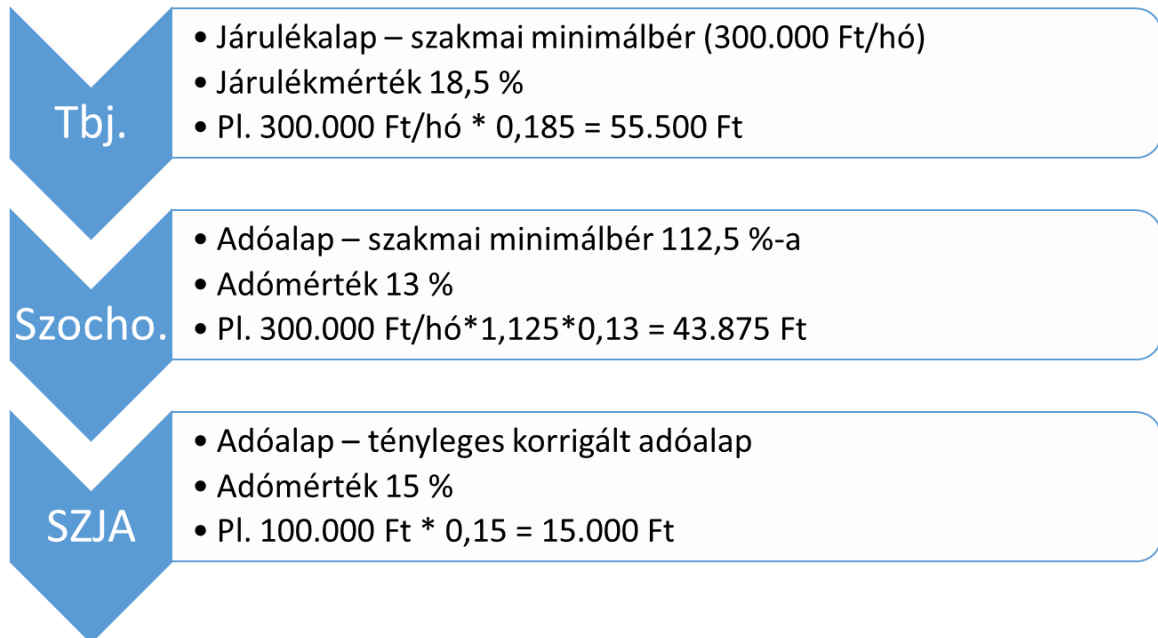 Tbj.
• Járulékalap – szakmai minimálbér (300.000 Ft/hó)
• Járulékmérték 18,5 %
• Pl. 300.000 Ft/hó * 0,185 = 55.500 Ft
Szocho.
• Adóalap – szakmai minimálbér 112,5 %-a
• Adómérték 13 %
• Pl. 300.000 Ft/hó*1,125*0,13 = 43.875 Ft
SZJA
• Adóalap – tényleges korrigált adóalap
• Adómérték 15 %
• Pl. 100.000 Ft * 0,15 = 15.000 Ft